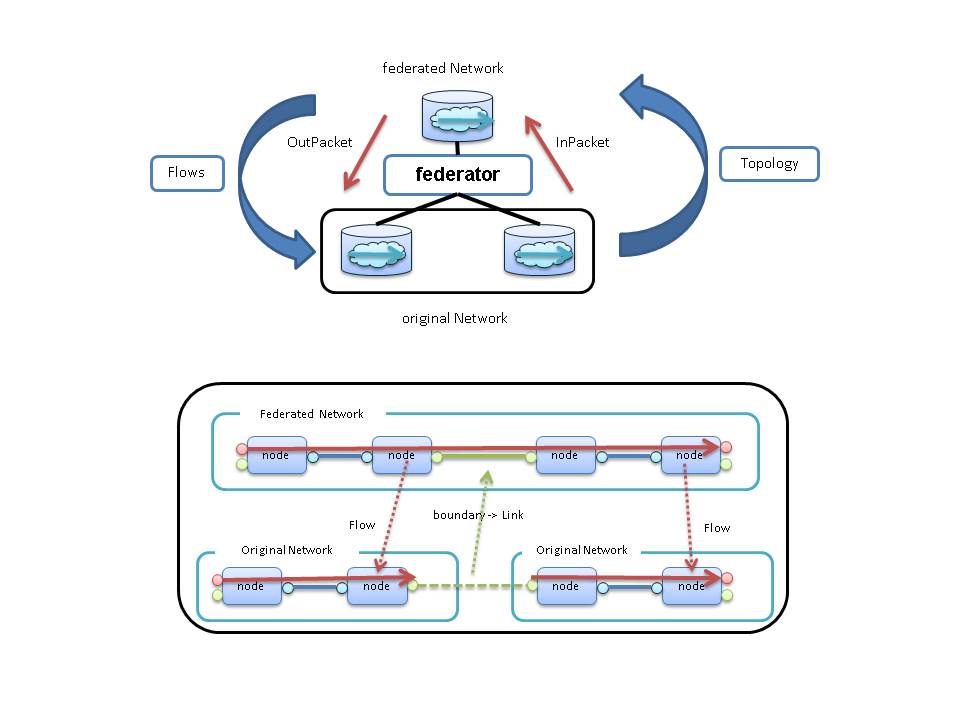 federated Network
OutPacket
InPacket
Flows
federator
Topology
original Network
Federated Network
node
node
node
node
boundary -> Link
Flow
Flow
Original Network
Original Network
node
node
node
node